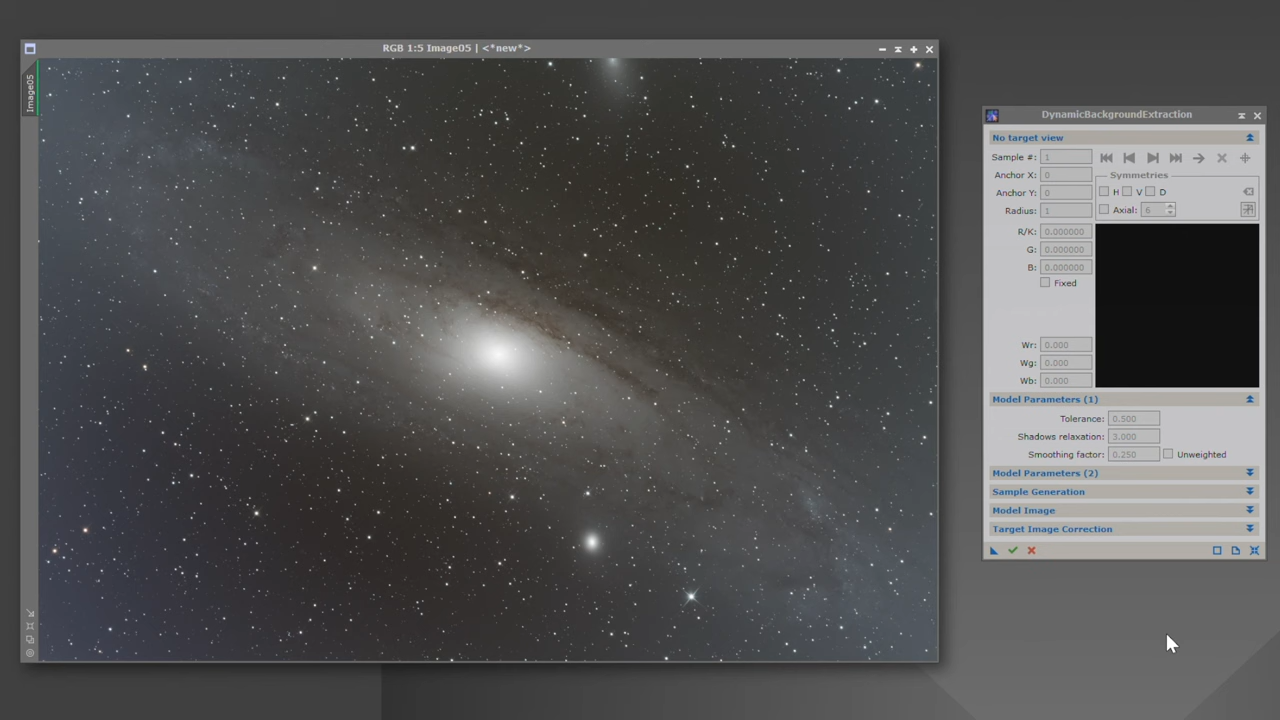 RGB 1:5 Image05 | <*new*>
Image05
DynamicBackgroundExtraction
No target view
Sample #: 1
Anchor X: 0
Symmetries
Anchor Y: 0
H V D
Radius: 1
Axial: 6
R/K: 0.000000
G: 0.000000
B: 0.000000
Fixed
Wr: 0.000
Wg: 0.000
Wb: 0.000
Model Parameters (1)
Tolerance: 0.500
Shadows relaxation: 3.000
Smoothing factor: 0.250 Unweighted
Model Parameters (2)
Sample Generation
Model Image
Target Image Correction